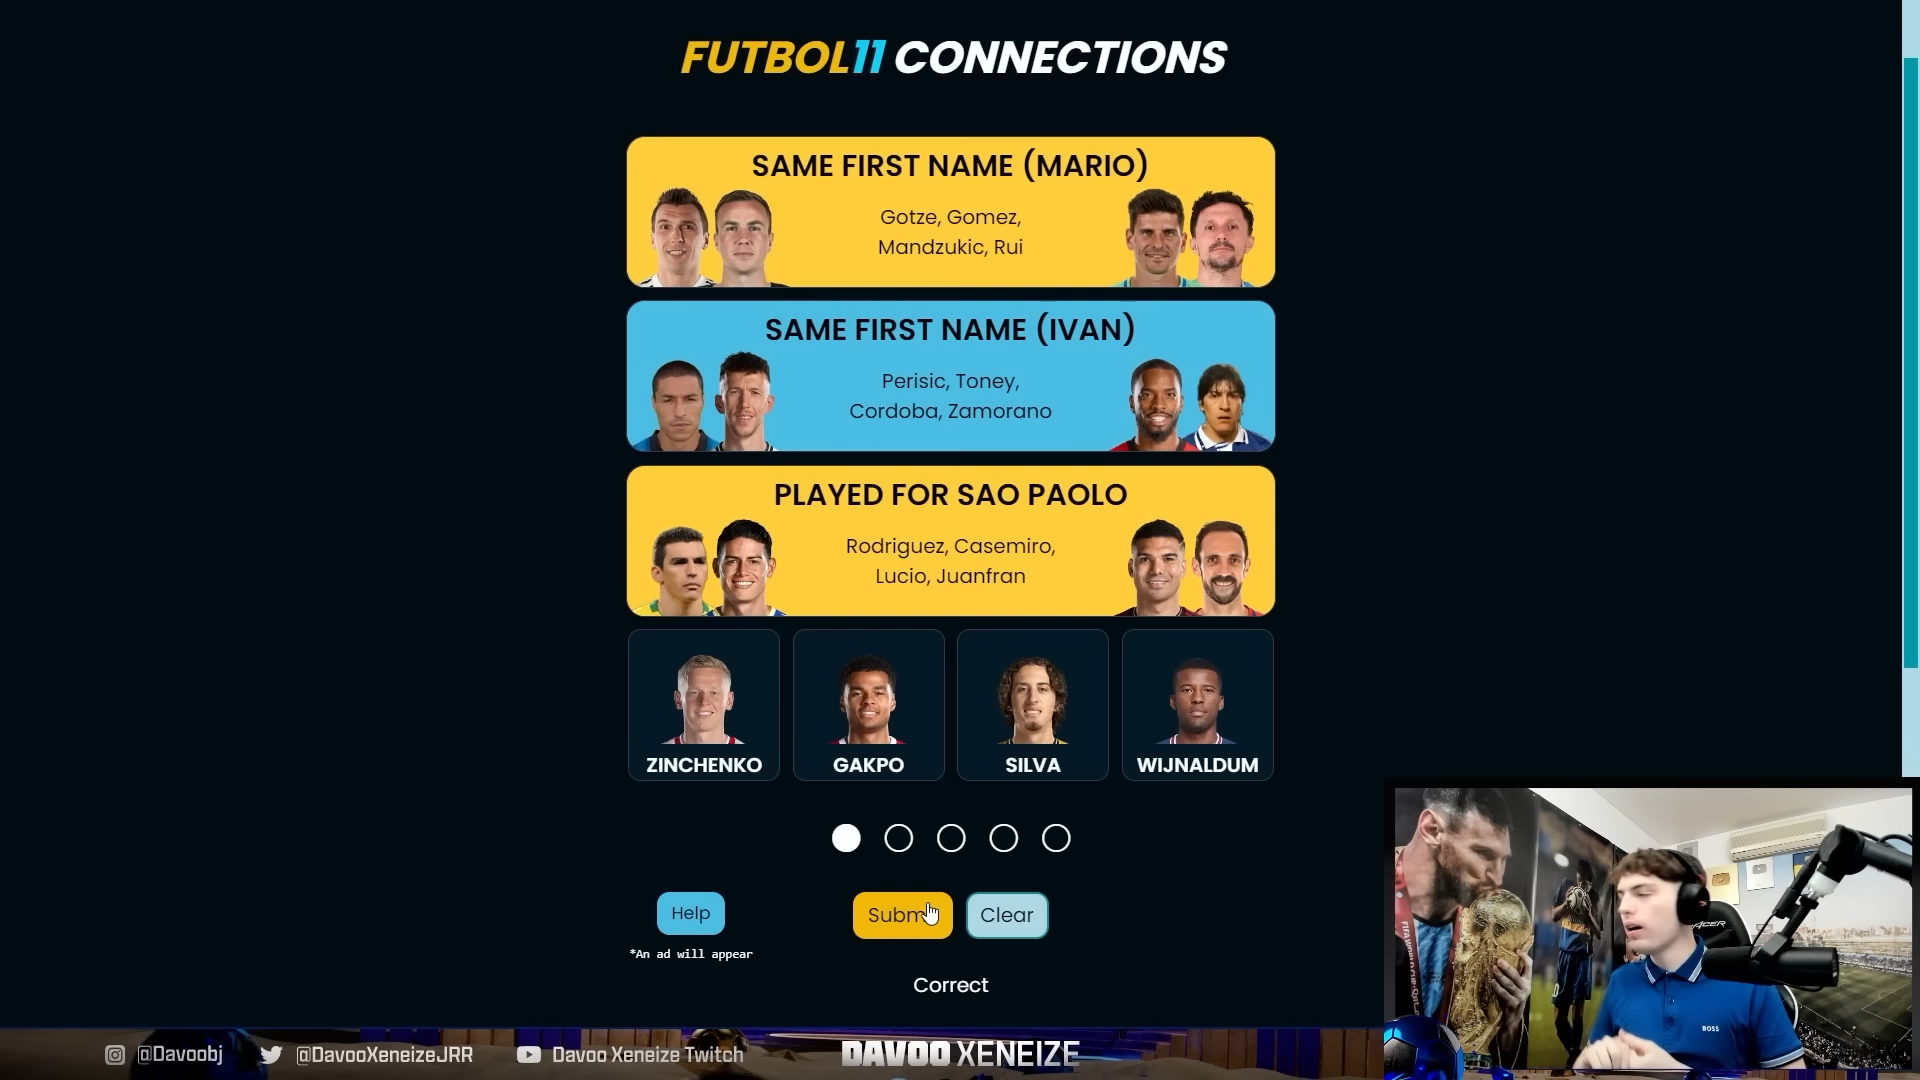 FUTBOL11 CONNECTIONS
SAME FIRST NAME (MARIO)
Gotze, Gomez,
Mandzukic, Rui
SAME FIRST NAME (IVAN)
Perisic, Toney,
Cordoba, Zamorano
PLAYED FOR SAO PAOLO
Rodriguez, Casemiro,
Lucio, Juanfran
ZINCHENKO
GAKPO
SILVA
WIJNALDUM
Help
Subm
Clear
*An ad will appear
Correct
ACER
BOSS
@Davoobj
@DavooXeneizeJRR
Davoo Xeneize Twitch
DAVOO XENEIZE